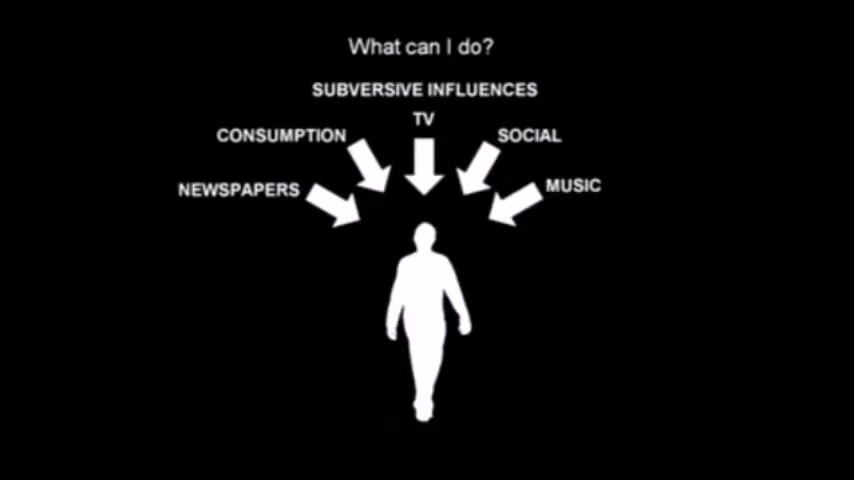 What can I do?
SUBVERSIVE INFLUENCES
TV
CONSUMPTION
SOCIAL
NEWSPAPERS
MUSIC